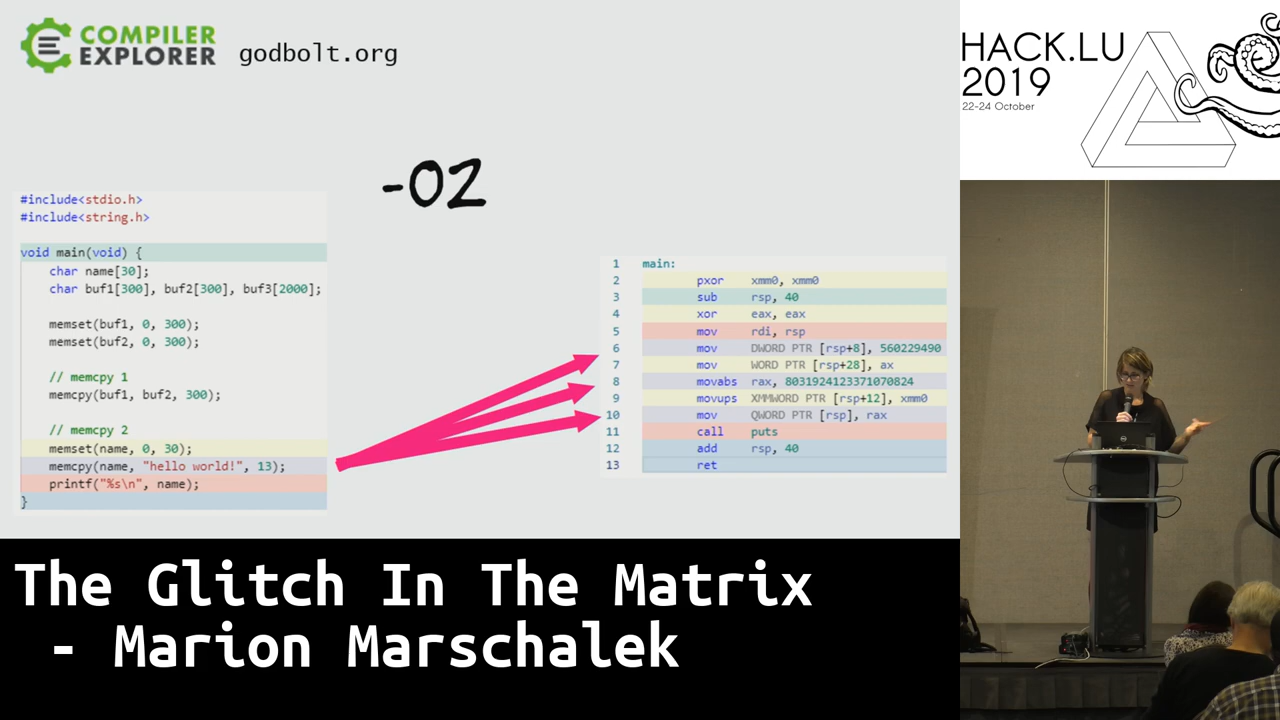 COMPILER
EXPLORER
godbolt.org
-O2
#include<stdio.h>
#include<string.h>
void main(void) {
char name[30];
char buf1[300], buf2[300], buf3[2000];
memset(buf1, 0, 300);
memset(buf2, 0, 300);
// memcpy 1
memcpy(buf1, buf2, 300);
// memcpy 2
memset(name, 0, 30);
memcpy(name, "hello world!", 13);
printf("%s\n", name);
}
1 main:
2 pxor xmm0, xmm0
3 sub rsp, 40
4 xor eax, eax
5 mov rdi, rsp
6 mov DWORD PTR [rsp+8], 560229490
7 mov WORD PTR [rsp+28], ax
8 movabs rax, 8031924123371070824
9 movups XMMWORD PTR [rsp+12], xmm0
10 mov QWORD PTR [rsp], rax
11 call puts
12 add rsp, 40
13 ret
HACK.LU
2019
22-24 October
The Glitch In The Matrix
- Marion Marschalek